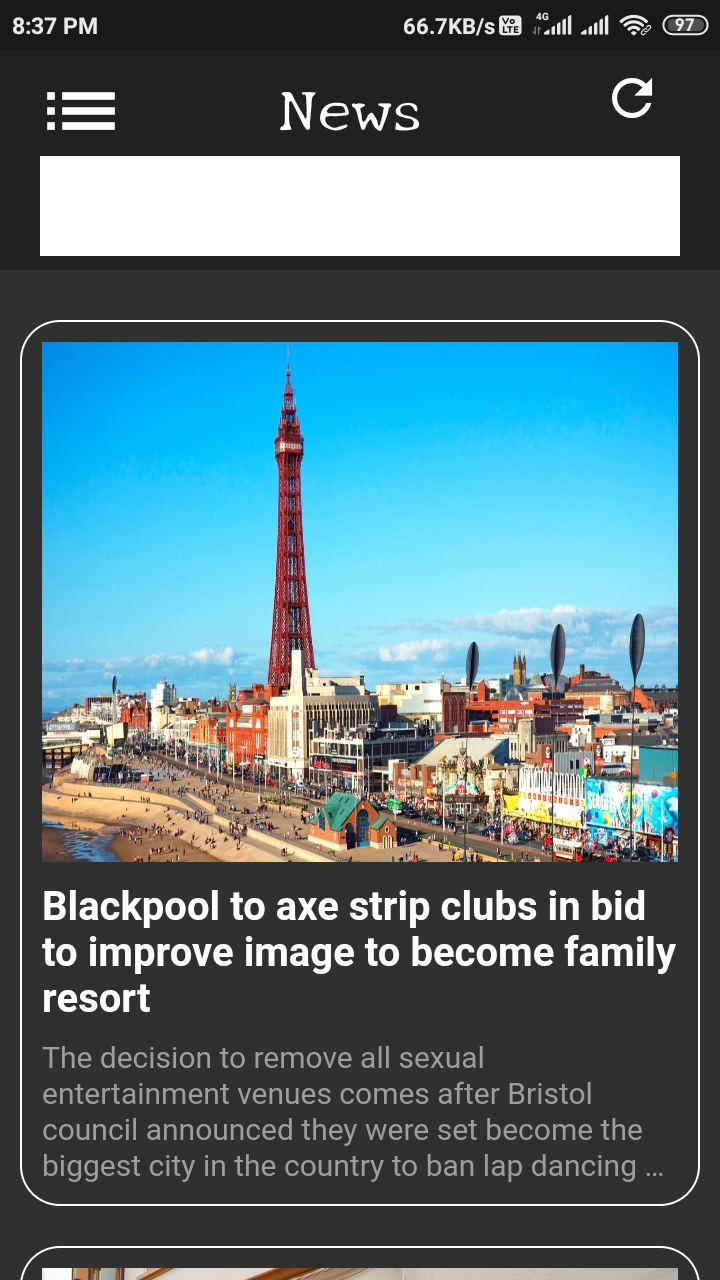 8:37 PM 66.7KB/s Vo LTE 4G 97
News
Blackpool to axe strip clubs in bid
to improve image to become family
resort
The decision to remove all sexual
entertainment venues comes after Bristol
council announced they were set become the
biggest city in the country to ban lap dancing ...